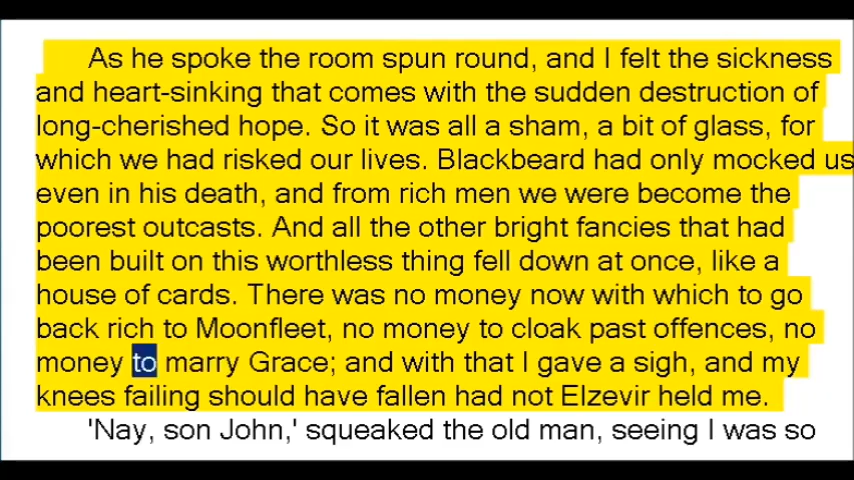 As he spoke the room spun round, and I felt the sickness
and heart-sinking that comes with the sudden destruction of
long-cherished hope. So it was all a sham, a bit of glass, for
which we had risked our lives. Blackbeard had only mocked us
even in his death, and from rich men we were become the
poorest outcasts. And all the other bright fancies that had
been built on this worthless thing fell down at once, like a
house of cards. There was no money now with which to go
back rich to Moonfleet, no money to cloak past offences, no
money to marry Grace; and with that I gave a sigh, and my
knees failing should have fallen had not Elzevir held me.
'Nay, son John,' squeaked the old man, seeing I was so